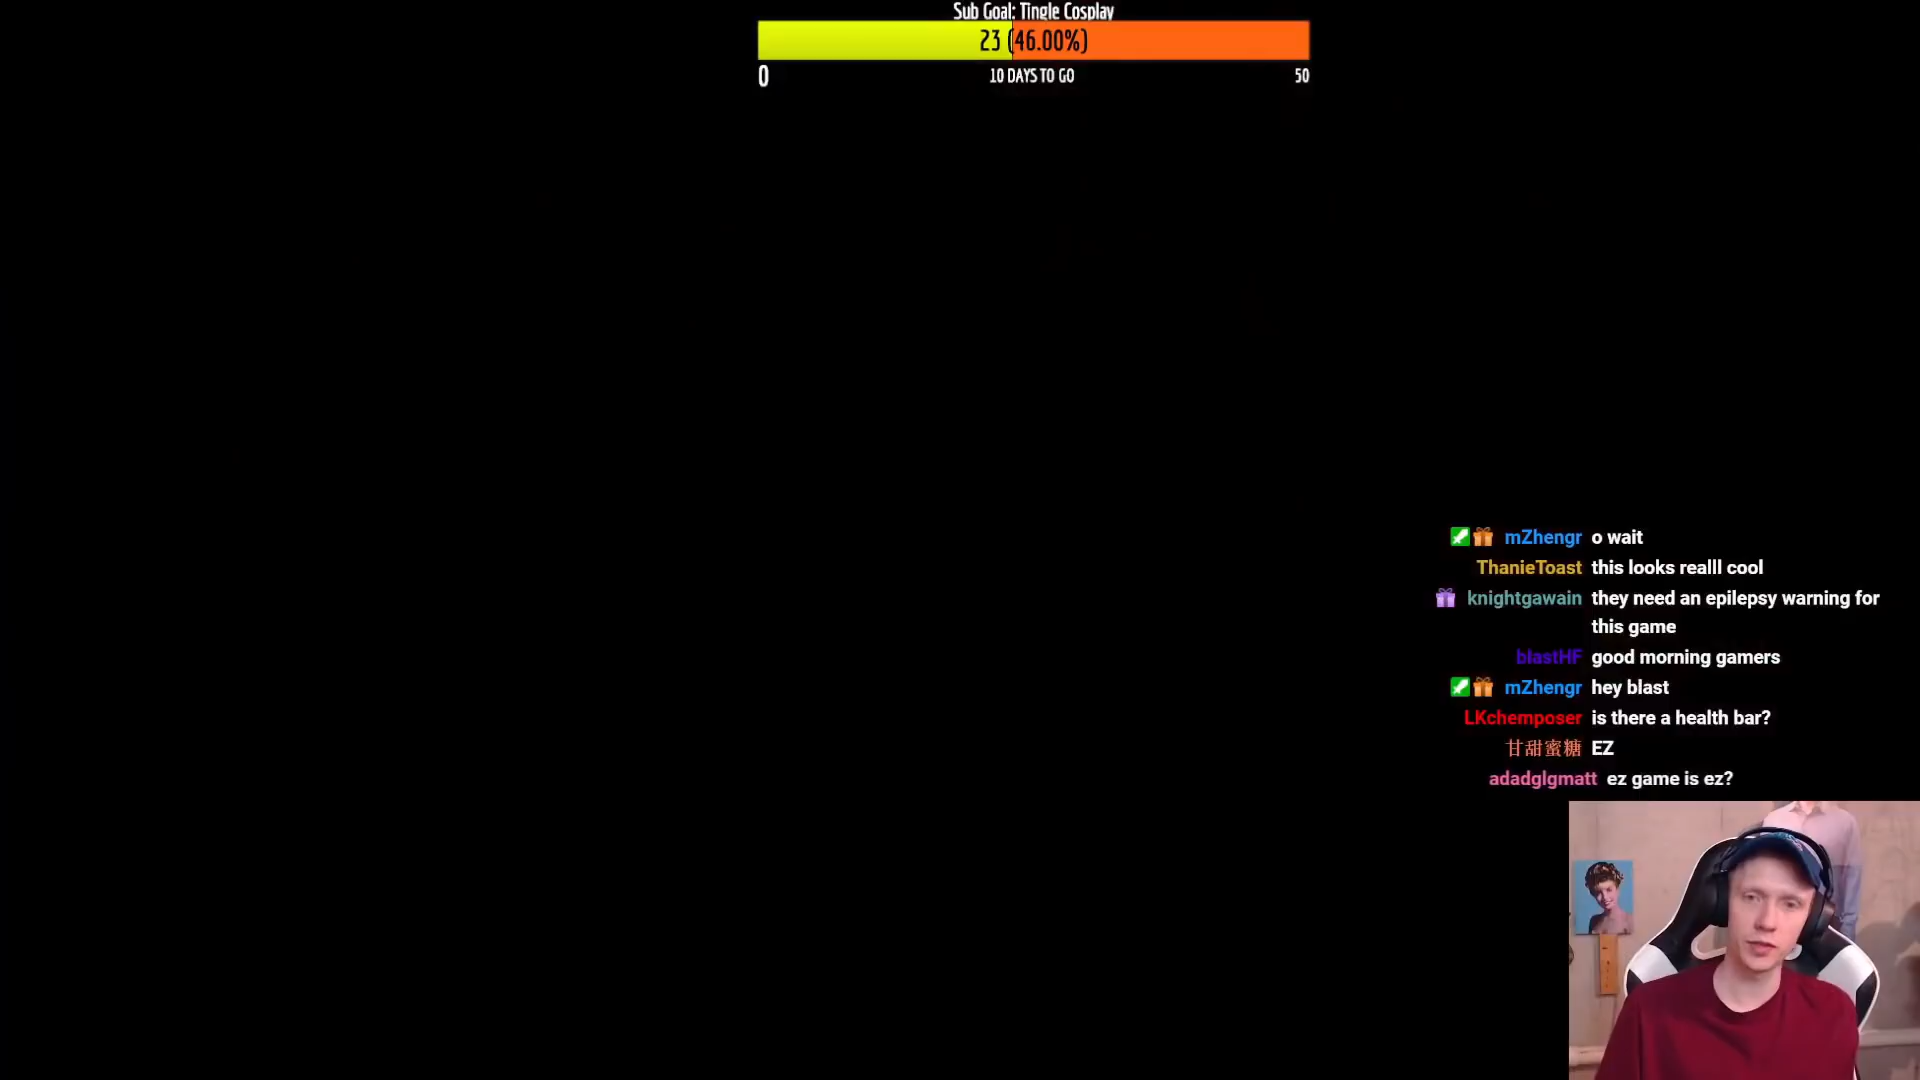 Sub Goal: Tingle Cosplay
23 (46.00%)
0 10 DAYS TO GO 50
mZhengr o wait
ThanieToast this looks realll cool
knightgawain they need an epilepsy warning for
this game
blastHF good morning gamers
mZhengr hey blast
LKchemposer is there a health bar?
甘甜蜜糖 EZ
adadglgmatt ez game is ez?